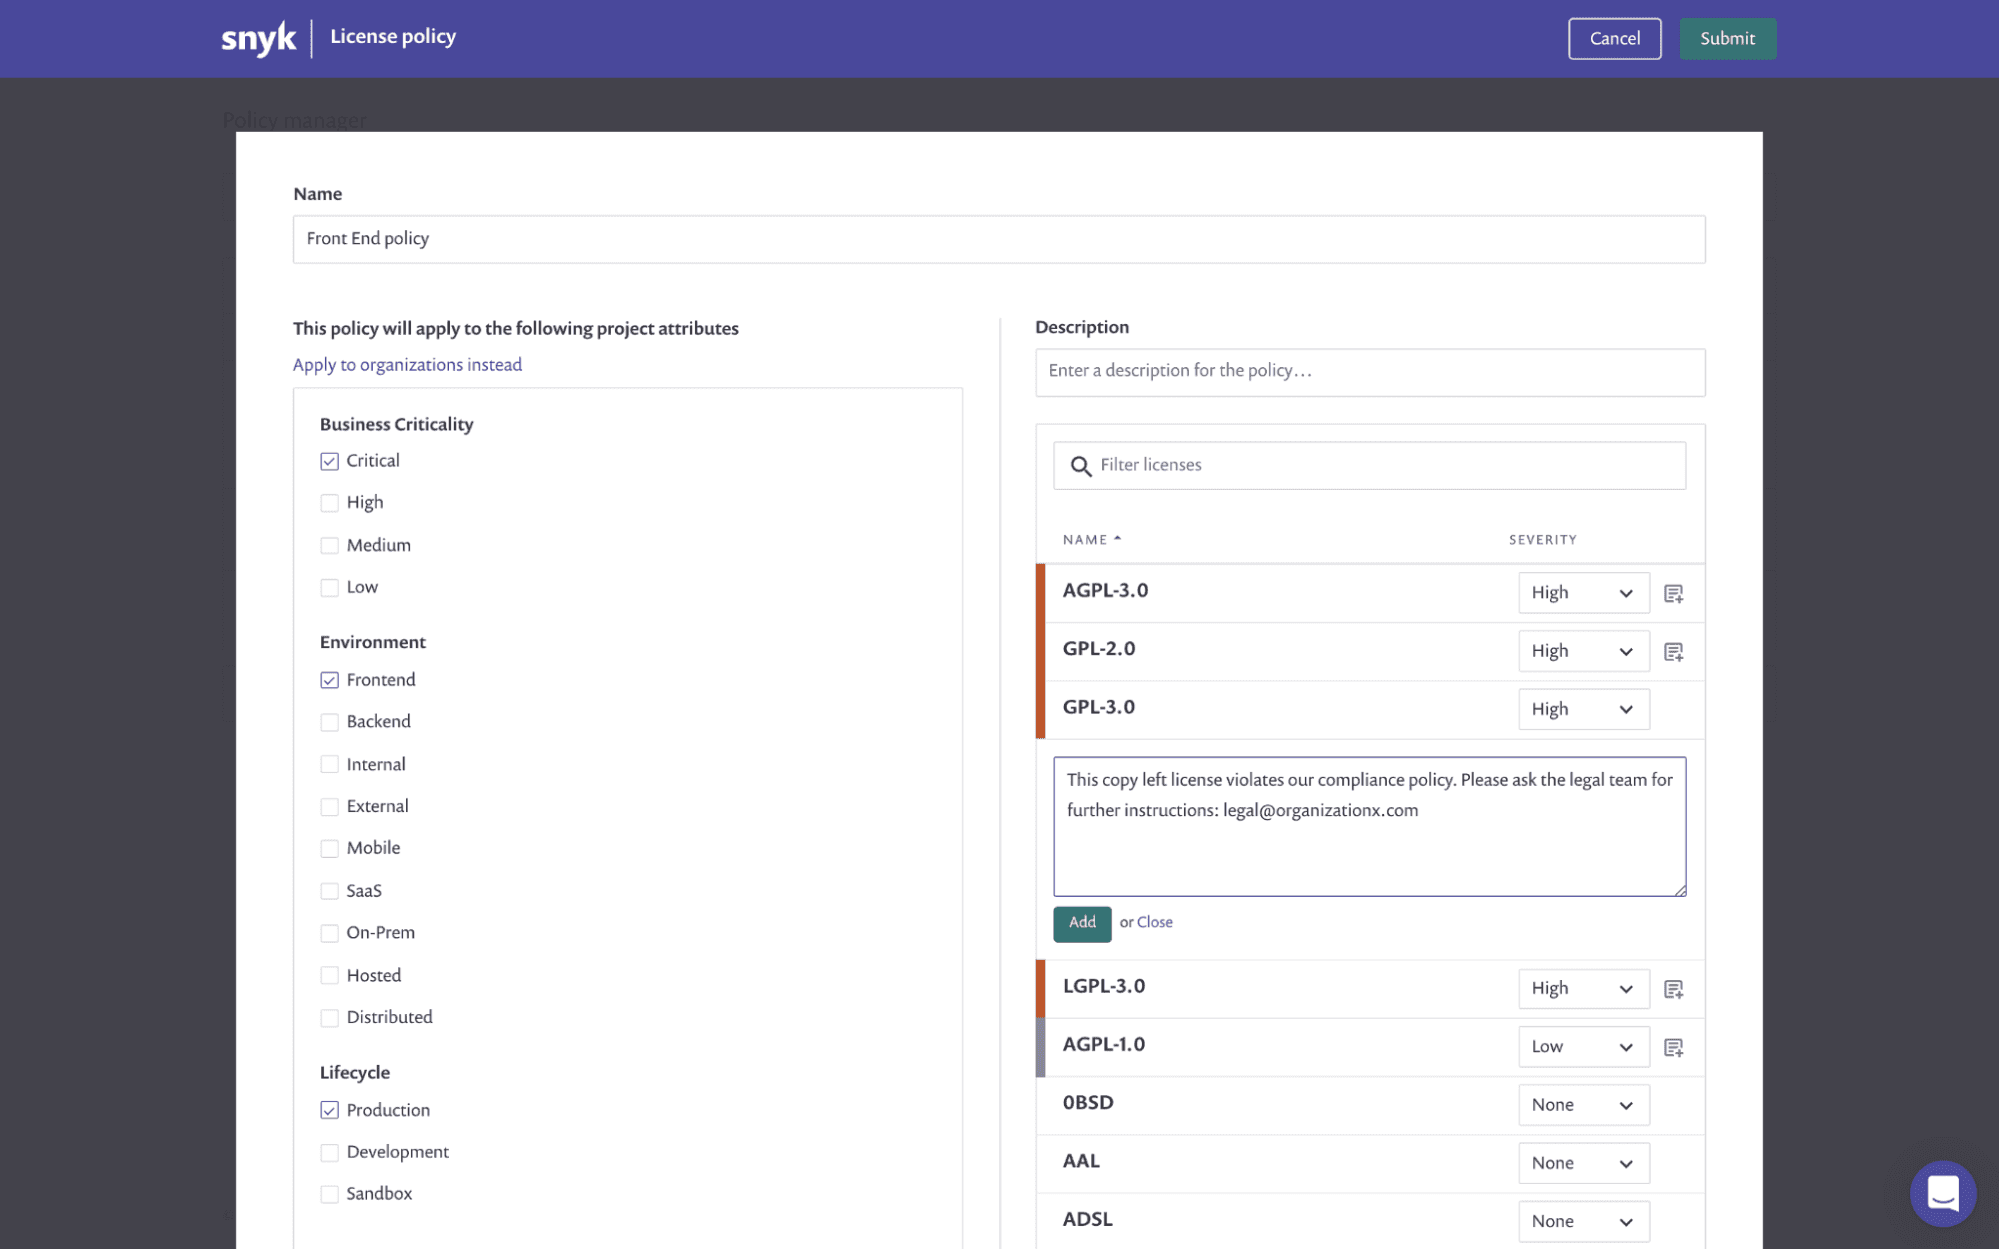 snyk
License policy
Cancel
Submit
Policy manager
Name
Front End policy
This policy will apply to the following project attributes
Apply to organizations instead
Business Criticality
Critical
High
Medium
Low
Environment
Frontend
Backend
Internal
External
Mobile
SaaS
On-Prem
Hosted
Distributed
Lifecycle
Production
Development
Sandbox
Description
Enter a description for the policy...
Filter licenses
NAME SEVERITY
AGPL-3.0 High
GPL-2.0 High
GPL-3.0 High
This copy left license violates our compliance policy. Please ask the legal team for
further instructions: legal@organizationx.com
Add or Close
LGPL-3.0 High
AGPL-1.0 Low
0BSD None
AAL None
ADSL None